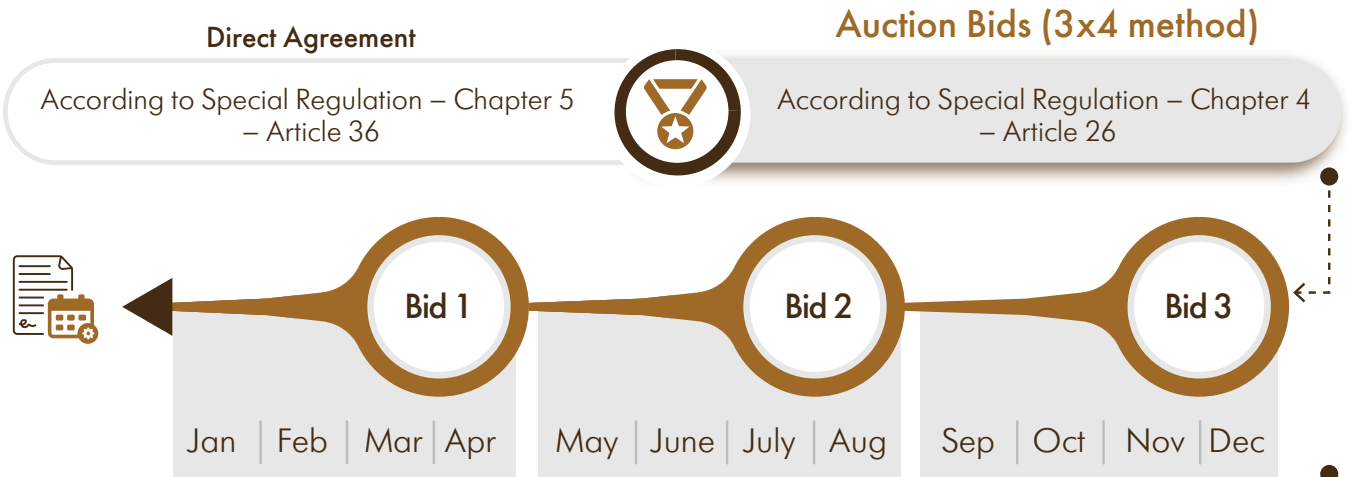 Direct Agreement
According to Special Regulation – Chapter 5
– Article 36
Auction Bids (3x4 method)
According to Special Regulation – Chapter 4
– Article 26
Bid 1
Bid 2
Bid 3
Jan Feb Mar Apr
May June July Aug
Sep Oct Nov Dec